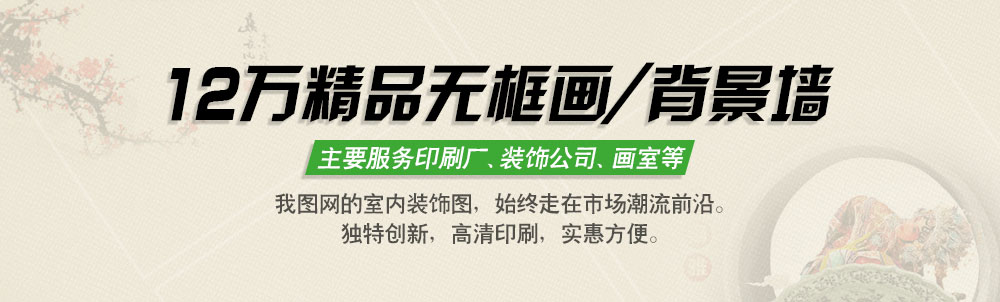 12万精品无框画/背景墙
主要服务印刷厂、装饰公司、画室等
我图网的室内装饰图，始终走在市场潮流前沿。
独特创新，高清印刷，实惠方便。